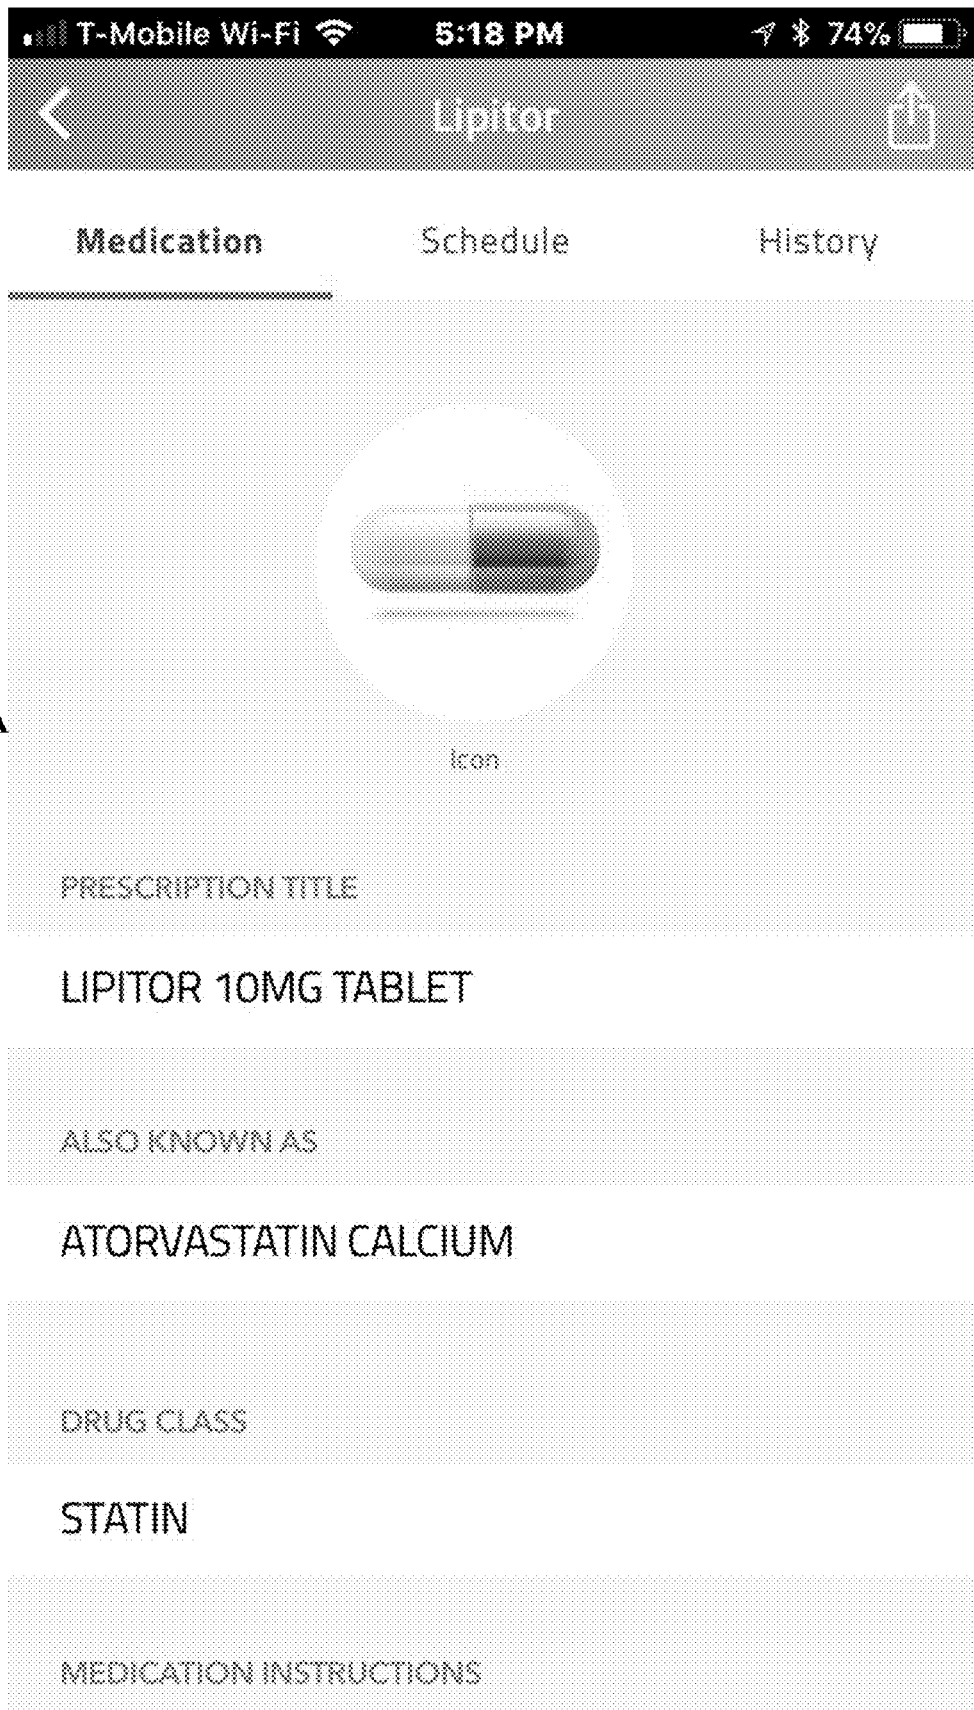 T-Mobile Wi-Fi 5:18 PM 74%
Lipitor
Medication Schedule History
Icon
PRESCRIPTION TITLE
LIPITOR 10MG TABLET
ALSO KNOWN AS
ATORVASTATIN CALCIUM
DRUG CLASS
STATIN
MEDICATION INSTRUCTIONS